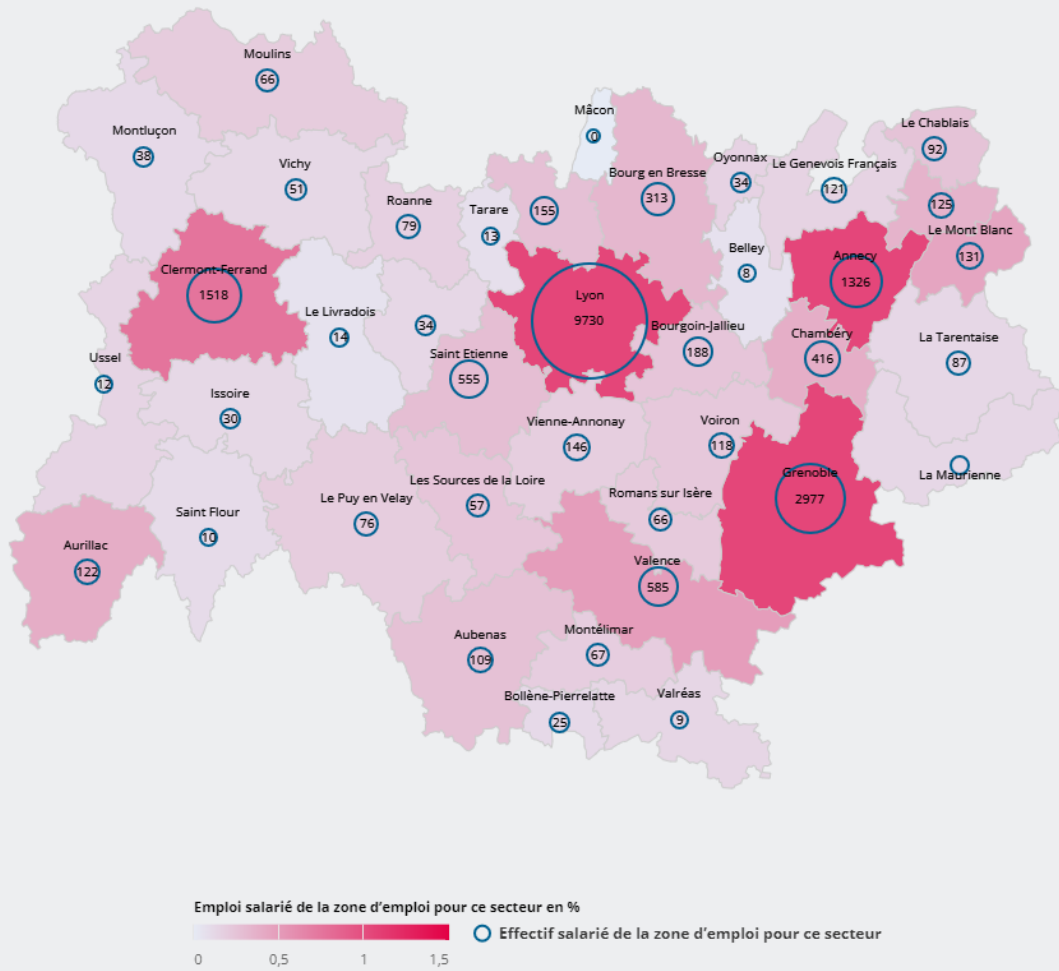 Moulins
66
Mâcon
0
Le Chablais
92
Montluçon
38
Vichy
51
Oyonnax
34
Le Genevois Français
121
Bourg en Bresse
313
Roanne
79
Tarare
13
155
125
Le Mont Blanc
131
Belley
8
Annecy
1326
Clermont-Ferrand
1518
Lyon
9730
Le Livradois
14
34
Bourgoin-Jallieu
188
Chambéry
416
La Tarentaise
87
Ussel
12
Saint Etienne
555
Issoire
30
Vienne-Annonay
146
Voiron
118
La Maurienne
Grenoble
2977
Les Sources de la Loire
57
Le Puy en Velay
76
Romans sur Isère
66
Saint Flour
10
Aurillac
122
Valence
585
Aubenas
109
Montélimar
67
Bollène-Pierrelatte
25
Valréas
9
Emploi salarié de la zone d'emploi pour ce secteur en %
0 0,5 1 1,5
Effectif salarié de la zone d'emploi pour ce secteur